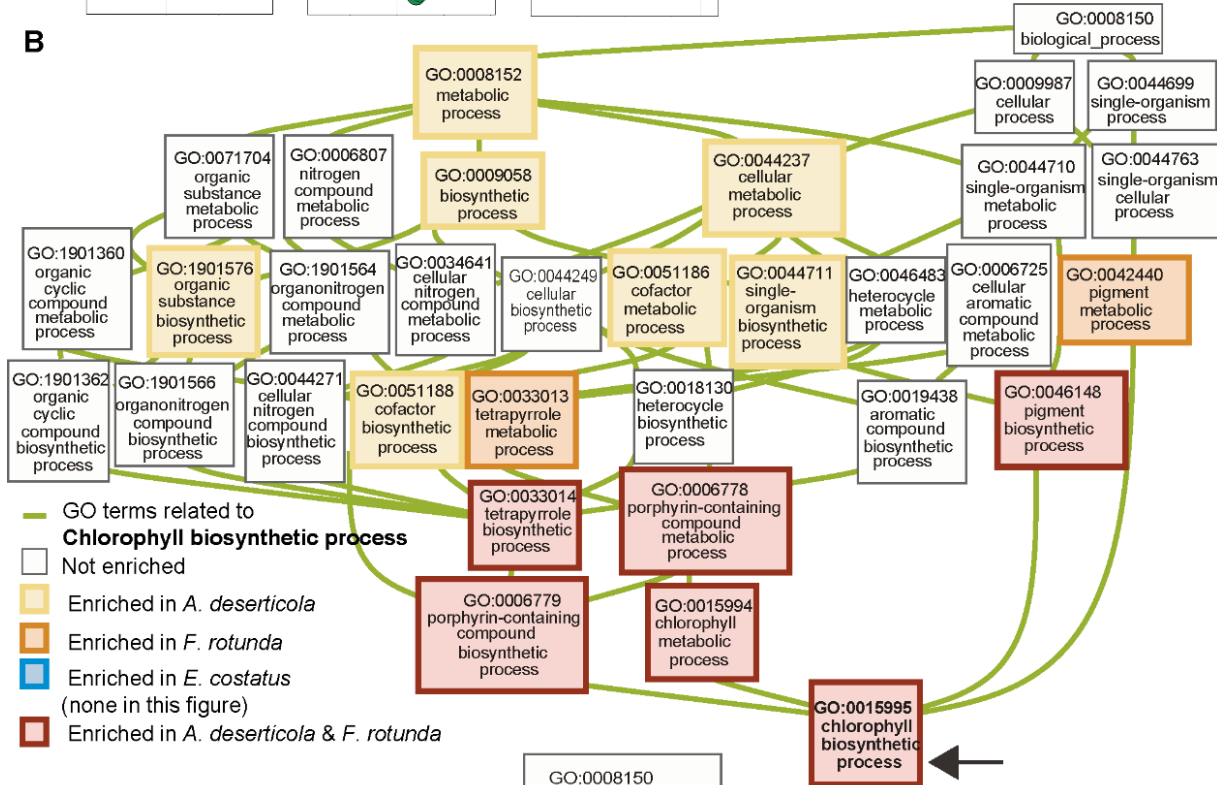 B
GO:0008150
biological_process
GO:0008152
metabolic
process
GO:0009987
cellular
process
GO:0044699
single-organism
process
GO:0071704
organic
substance
metabolic
process
GO:0006807
nitrogen
compound
metabolic
process
GO:0009058
biosynthetic
process
GO:0044237
cellular
metabolic
process
GO:0044710
single-organism
metabolic
process
GO:0044763
single-organism
cellular
process
GO:1901360
organic
cyclic
compound
metabolic
process
GO:1901576
organic
substance
biosynthetic
process
GO:1901564
organonitrogen
compound
metabolic
process
GO:0034641
cellular
nitrogen
compound
metabolic
process
GO:0044249
cellular
biosynthetic
process
GO:0051186
cofactor
metabolic
process
GO:0044711
single-
organism
biosynthetic
process
GO:0046483
heterocycle
metabolic
process
GO:0006725
cellular
aromatic
compound
metabolic
process
GO:0042440
pigment
metabolic
process
GO:1901362
organic
cyclic
compound
biosynthetic
process
GO:1901566
organonitrogen
compound
biosynthetic
process
GO:0044271
cellular
nitrogen
compound
biosynthetic
process
GO:0051188
cofactor
biosynthetic
process
GO:0033013
tetrapyrrole
metabolic
process
GO:0018130
heterocycle
biosynthetic
process
GO:0019438
aromatic
compound
biosynthetic
process
GO:0046148
pigment
biosynthetic
process
GO:0033014
tetrapyrrole
biosynthetic
process
GO:0006778
porphyrin-containing
compound
metabolic
process
GO:0006779
porphyrin-containing
compound
biosynthetic
process
GO:0015994
chlorophyll
metabolic
process
GO:0015995
chlorophyll
biosynthetic
process
GO terms related to
Chlorophyll biosynthetic process
Not enriched
Enriched in A. deserticola
Enriched in F. rotunda
Enriched in E. costatus
(none in this figure)
Enriched in A. deserticola & F. rotunda
GO:0008150